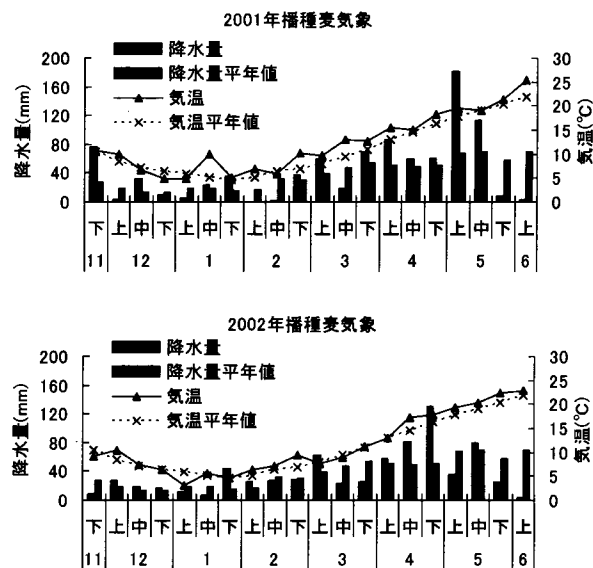 2001年播種麦気象
降水量
降水量平年値
気温
気温平年値
降水量(mm)
200
160
120
80
40
0
気温(℃)
30
25
20
15
10
5
0
下 上 中 下 上 中 下 上 中 下 上 中 下 上 中 下 上 中 下 上
11 12 1 2 3 4 5 6
2002年播種麦気象
降水量
降水量平年値
気温
気温平年値
降水量(mm)
200
160
120
80
40
0
気温(℃)
30
25
20
15
10
5
0
下 上 中 下 上 中 下 上 中 下 上 中 下 上 中 下 上 中 下 上
11 12 1 2 3 4 5 6